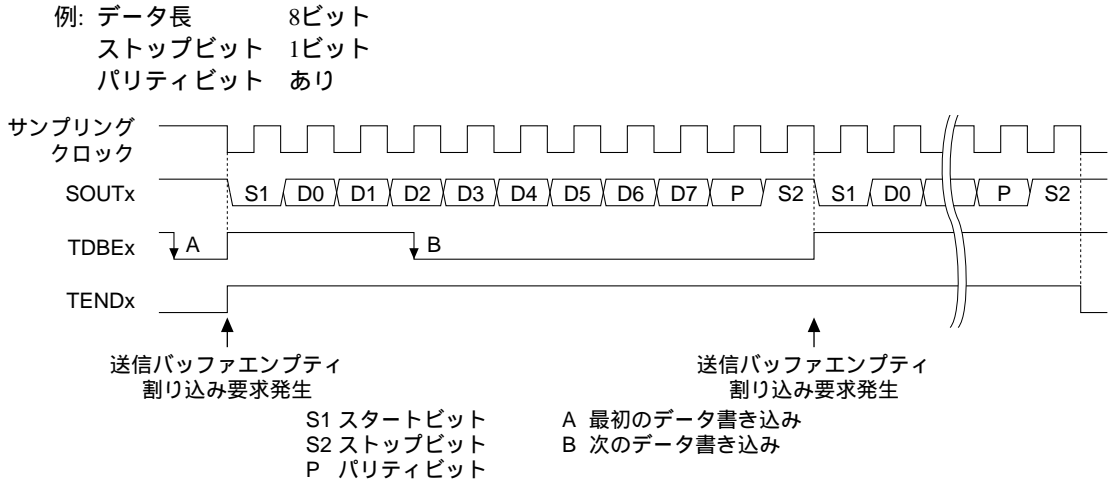 例: データ長 8ビット
ストップビット 1ビット
パリティビット あり
サンプリング
クロック
SOUTx S1 D0 D1 D2 D3 D4 D5 D6 D7 P S2 S1 D0 P S2
TDBEx A B
TENDx
送信バッファエンプティ 送信バッファエンプティ
割り込み要求発生 割り込み要求発生
S1 スタートビット A 最初のデータ書き込み
S2 ストップビット B 次のデータ書き込み
P パリティビット